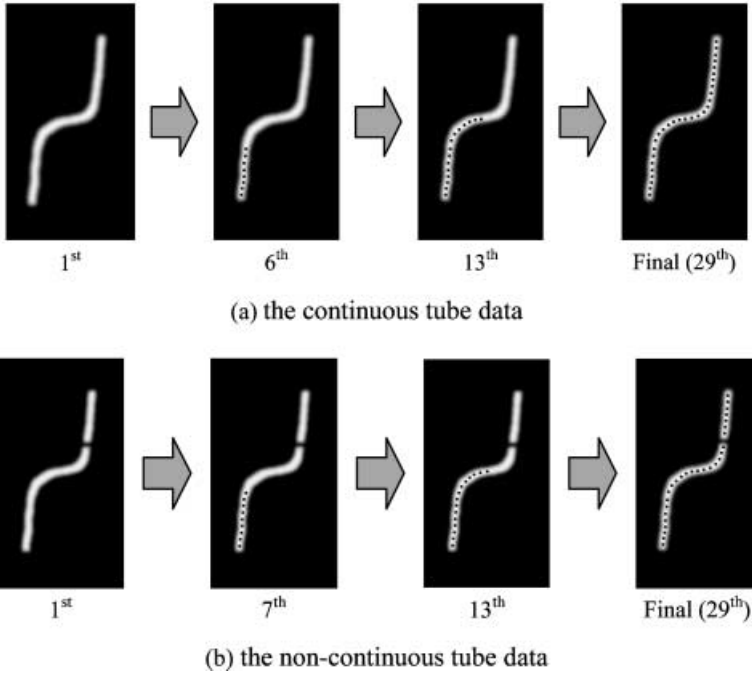 1st
6th
13th
Final (29th)
(a) the continuous tube data
1st
7th
13th
Final (29th)
(b) the non-continuous tube data